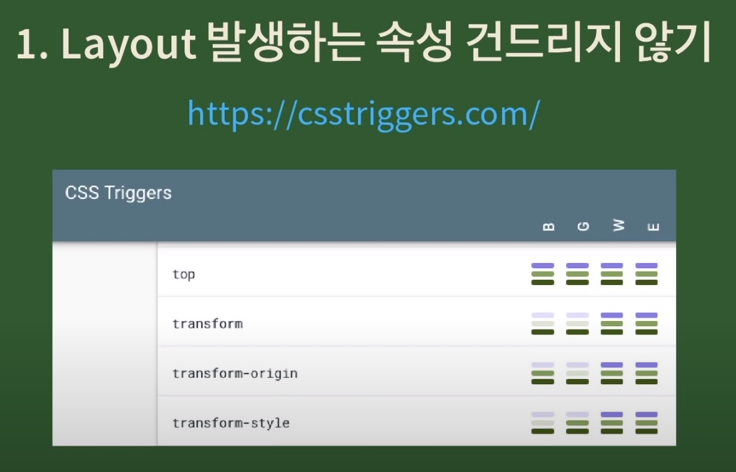 1. Layout 발생하는 속성 건드리지 않기
https://csstriggers.com/
CSS Triggers
B G W E
top
transform
transform-origin
transform-style